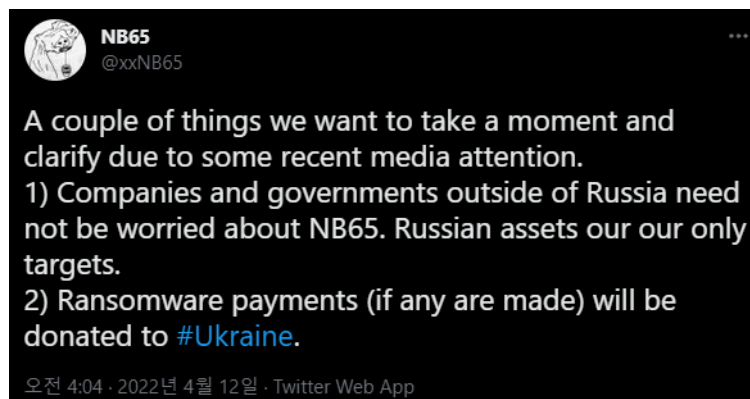 NB65
@xxNB65
A couple of things we want to take a moment and
clarify due to some recent media attention.
1) Companies and governments outside of Russia need
not be worried about NB65. Russian assets our our only
targets.
2) Ransomware payments (if any are made) will be
donated to #Ukraine.
오전 4:04 · 2022년 4월 12일 · Twitter Web App